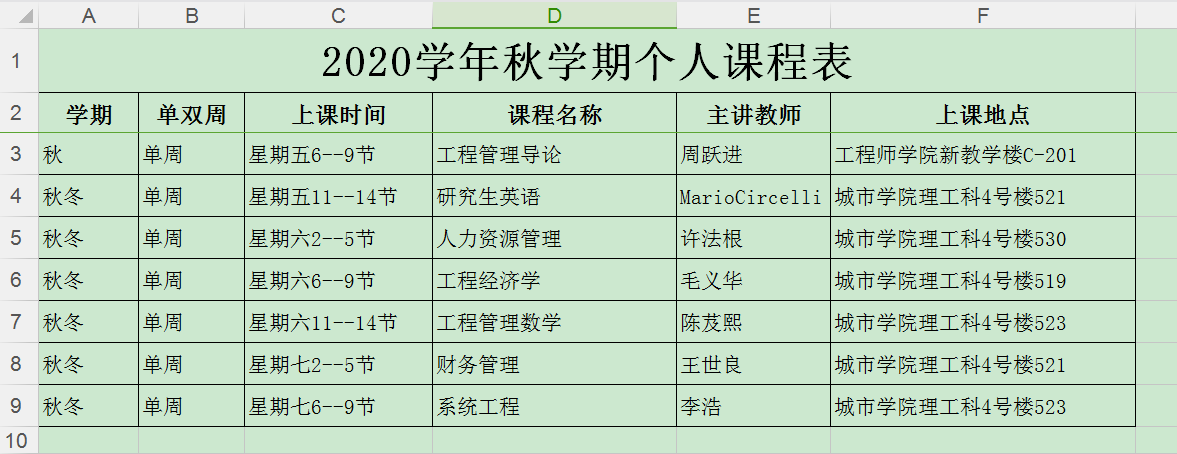 A B C D E F
1 2020学年秋学期个人课程表
2 学期 单双周 上课时间 课程名称 主讲教师 上课地点
3 秋 单周 星期五6--9节 工程管理导论 周跃进 工程师学院新教学楼C-201
4 秋冬 单周 星期五11--14节 研究生英语 MarioCircelli 城市学院理工科4号楼521
5 秋冬 单周 星期六2--5节 人力资源管理 许法根 城市学院理工科4号楼530
6 秋冬 单周 星期六6--9节 工程经济学 毛义华 城市学院理工科4号楼519
7 秋冬 单周 星期六11--14节 工程管理数学 陈芨熙 城市学院理工科4号楼523
8 秋冬 单周 星期七2--5节 财务管理 王世良 城市学院理工科4号楼521
9 秋冬 单周 星期七6--9节 系统工程 李浩 城市学院理工科4号楼523
10